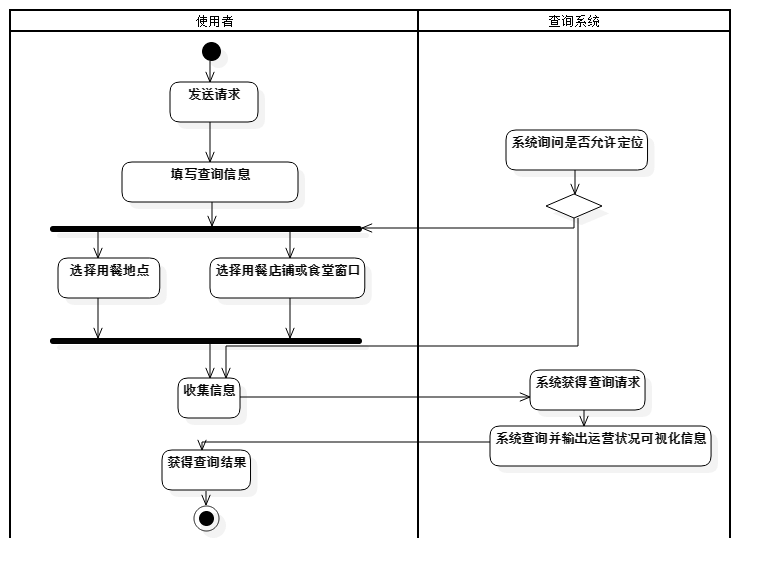 使用者
查询系统
发送请求
系统询问是否允许定位
填写查询信息
选择用餐地点
选择用餐店铺或食堂窗口
收集信息
系统获得查询请求
系统查询并输出运营状况可视化信息
获得查询结果